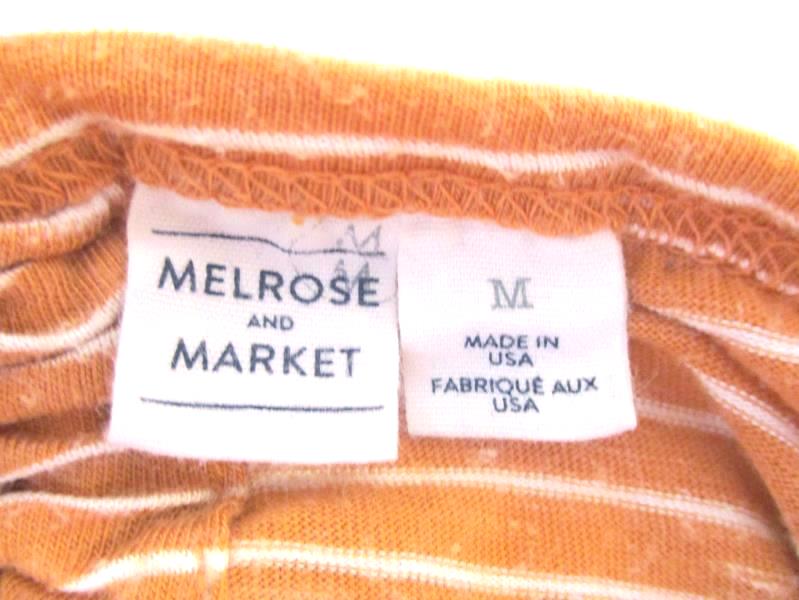 MELROSE
AND
MARKET
M
MADE IN
USA
FABRIQUÉ AUX
USA